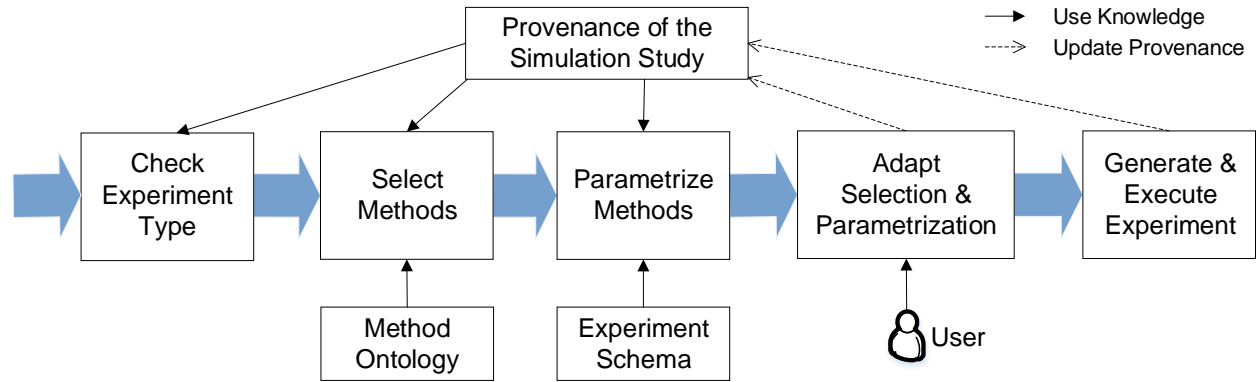 Provenance of the
Simulation Study
Use Knowledge
Update Provenance
Check
Experiment
Type
Select
Methods
Parametrize
Methods
Adapt
Selection &
Parametrization
Generate &
Execute
Experiment
Method
Ontology
Experiment
Schema
User